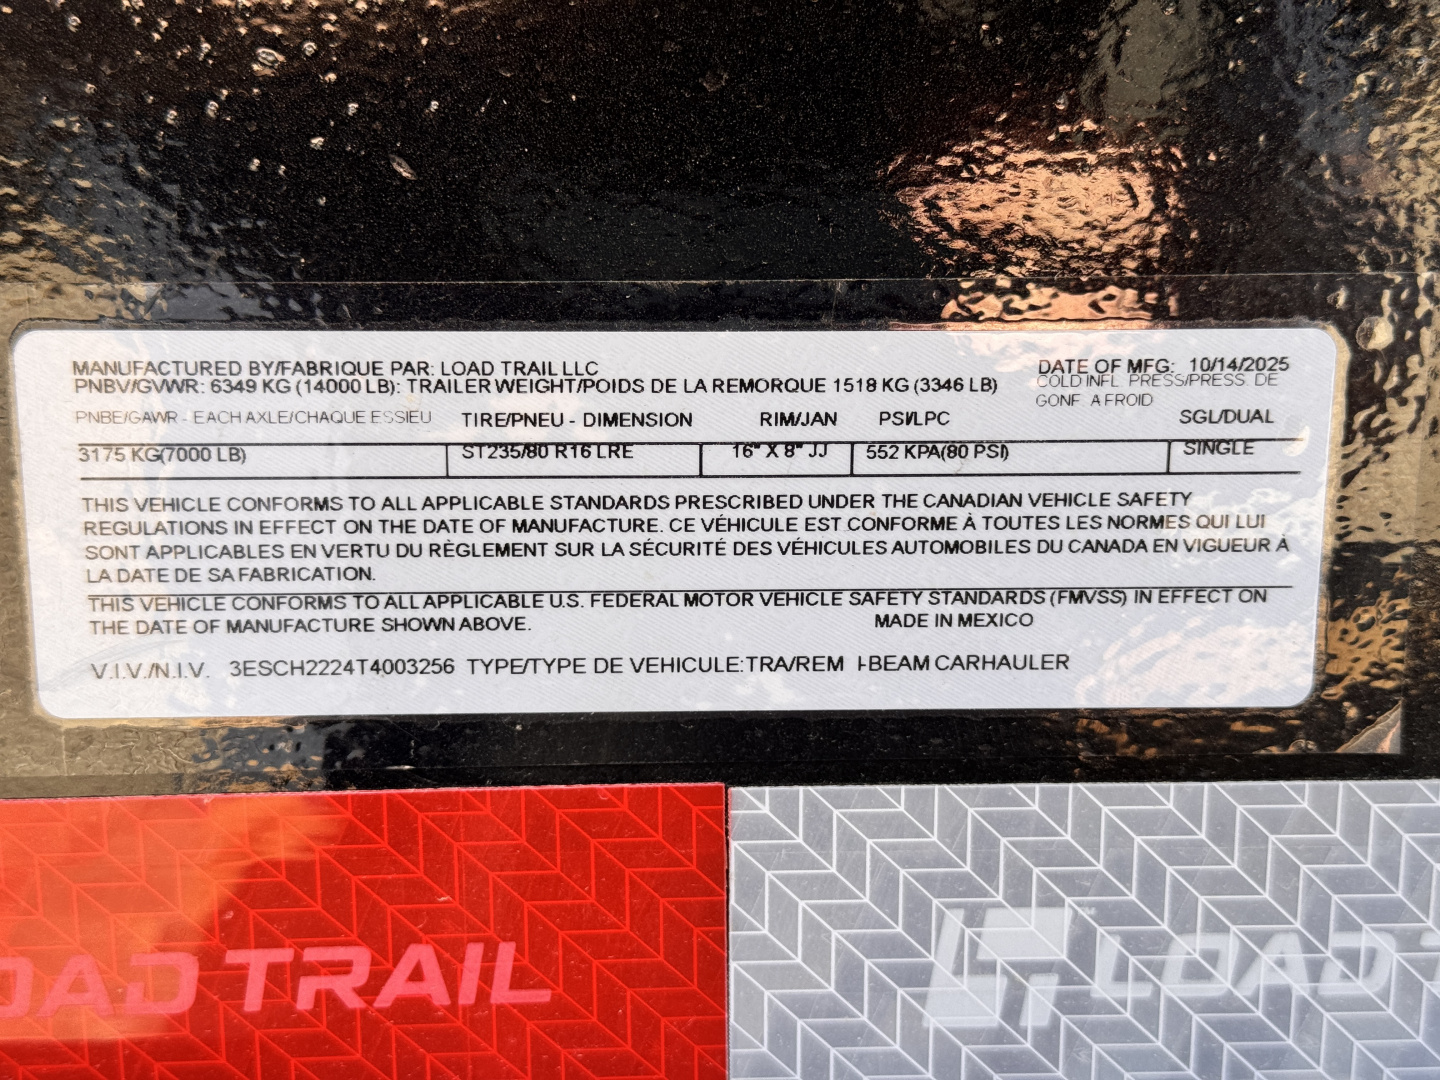 MANUFACTURED BY/FABRIQUE PAR: LOAD TRAIL LLC DATE OF MFG: 10/14/2025
PNBV/GVWR: 6349 KG (14000 LB): TRAILER WEIGHT/POIDS DE LA REMORQUE 1518 KG (3346 LB) COLD INFL. PRESS/PRESS. DE
GONF. A FROID
PNBE/GAWR - EACH AXLE/CHAQUE ESSIEU TIRE/PNEU - DIMENSION RIM/JAN PSI/LPC SGL/DUAL
3175 KG(7000 LB) ST235/80 R16 LRE 16" X 8" JJ 552 KPA(80 PSI) SINGLE
THIS VEHICLE CONFORMS TO ALL APPLICABLE STANDARDS PRESCRIBED UNDER THE CANADIAN VEHICLE SAFETY
REGULATIONS IN EFFECT ON THE DATE OF MANUFACTURE. CE VÉHICULE EST CONFORME À TOUTES LES NORMES QUI LUI
SONT APPLICABLES EN VERTU DU RÈGLEMENT SUR LA SÉCURITÉ DES VÉHICULES AUTOMOBILES DU CANADA EN VIGUEUR À
LA DATE DE SA FABRICATION.
THIS VEHICLE CONFORMS TO ALL APPLICABLE U.S. FEDERAL MOTOR VEHICLE SAFETY STANDARDS (FMVSS) IN EFFECT ON
THE DATE OF MANUFACTURE SHOWN ABOVE. MADE IN MEXICO
V.I.V./N.I.V. 3ESCH2224T4003256 TYPE/TYPE DE VEHICULE:TRA/REM I-BEAM CARHAULER
OAD TRAIL LOAD T